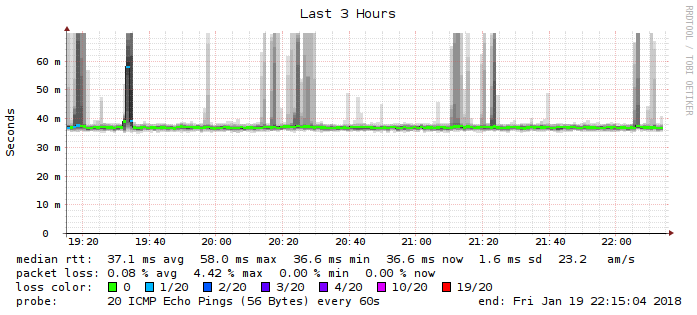 Last 3 Hours
RRDTOOL / TOBI OETIKER
Seconds
60 m
50 m
40 m
30 m
20 m
10 m
0
19:20 19:40 20:00 20:20 20:40 21:00 21:20 21:40 22:00
median rtt: 37.1 ms avg 58.0 ms max 36.6 ms min 36.6 ms now 1.6 ms sd 23.2 am/s
packet loss: 0.08 % avg 4.42 % max 0.00 % min 0.00 % now
loss color: 0 1/20 2/20 3/20 4/20 10/20 19/20
probe: 20 ICMP Echo Pings (56 Bytes) every 60s end: Fri Jan 19 22:15:04 2018